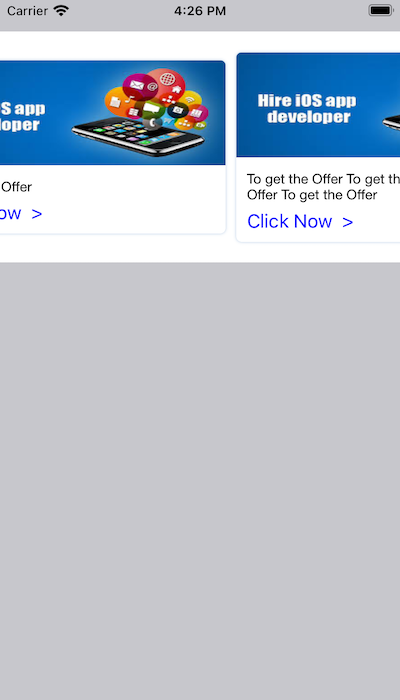 Carrier 4:26 PM
S app
loper
Offer
ow >
Hire iOS app
developer
To get the Offer To get th
Offer To get the Offer
Click Now >